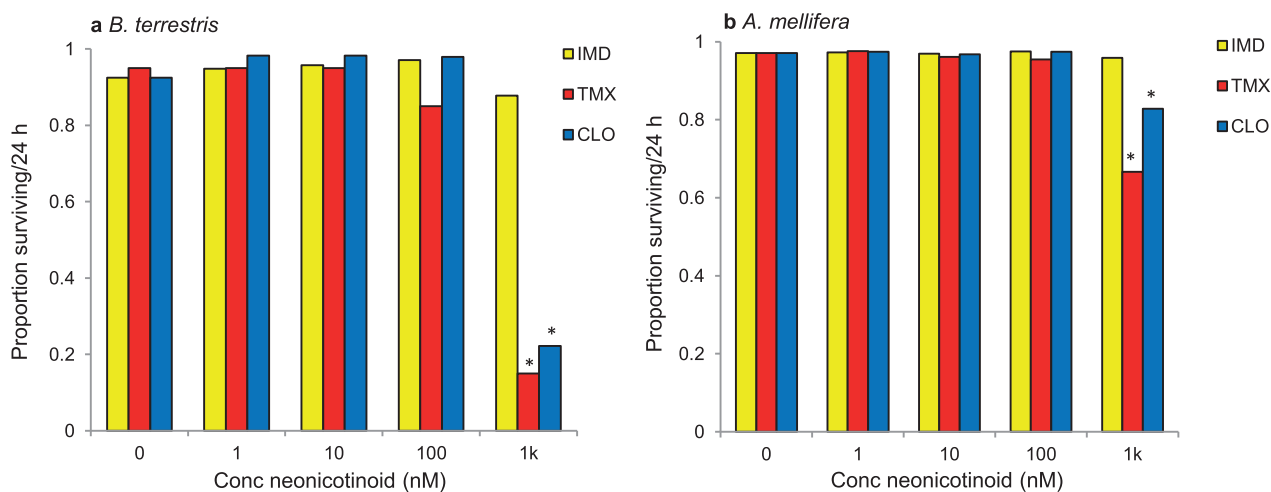 a B. terrestris
1
0.8
0.6
0.4
0.2
0
Proportion surviving/24 h
* *
0 1 10 100 1k
Conc neonicotinoid (nM)
IMD
TMX
CLO
b A. mellifera
1
0.8
0.6
0.4
0.2
0
Proportion surviving/24 h
* *
0 1 10 100 1k
Conc neonicotinoid (nM)
IMD
TMX
CLO